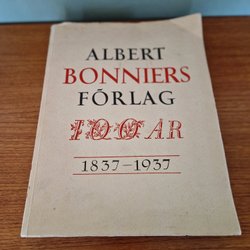 ALBERT
BONNIERS
FÖRLAG
100 ÅR
1837-1937